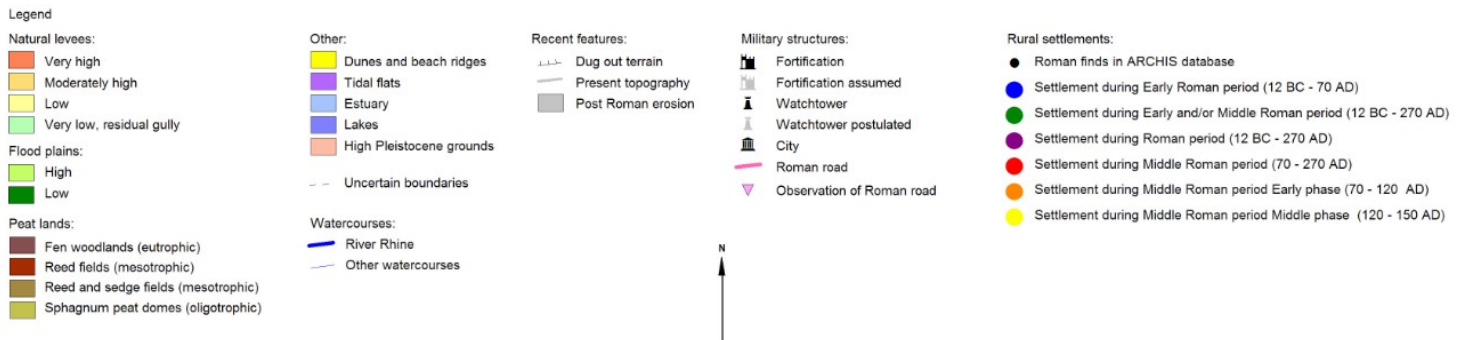 Legend
Natural levees:
Very high
Moderately high
Low
Very low, residual gully
Flood plains:
High
Low
Peat lands:
Fen woodlands (eutrophic)
Reed fields (mesotrophic)
Reed and sedge fields (mesotrophic)
Sphagnum peat domes (oligotrophic)
Other:
Dunes and beach ridges
Tidal flats
Estuary
Lakes
High Pleistocene grounds
Uncertain boundaries
Watercourses:
River Rhine
Other watercourses
Recent features:
Dug out terrain
Present topography
Post Roman erosion
Military structures:
Fortification
Fortification assumed
Watchtower
Watchtower postulated
City
Roman road
Observation of Roman road
N
Rural settlements:
Roman finds in ARCHIS database
Settlement during Early Roman period (12 BC - 70 AD)
Settlement during Early and/or Middle Roman period (12 BC - 270 AD)
Settlement during Roman period (12 BC - 270 AD)
Settlement during Middle Roman period (70 - 270 AD)
Settlement during Middle Roman period Early phase (70 - 120 AD)
Settlement during Middle Roman period Middle phase (120 - 150 AD)